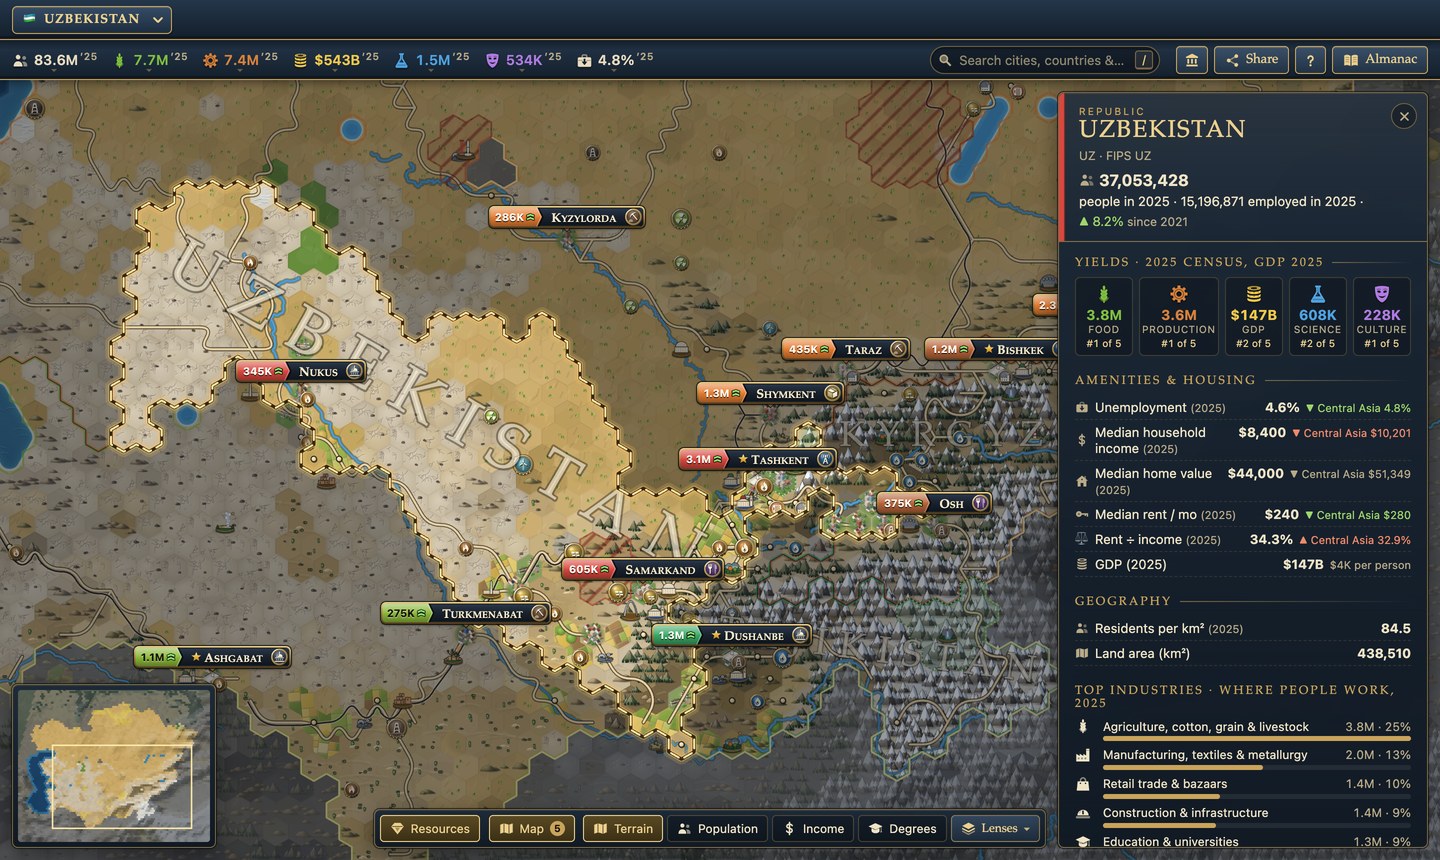 UZBEKISTAN
83.6M '25
7.7M '25
7.4M '25
$543B '25
1.5M '25
534K '25
4.8% '25
Search cities, countries &... /
Share
?
Almanac
REPUBLIC
UZBEKISTAN
UZ · FIPS UZ
37,053,428
people in 2025 · 15,196,871 employed in 2025 ·
▲ 8.2% since 2021
YIELDS · 2025 CENSUS, GDP 2025
3.8M FOOD #1 of 5
3.6M PRODUCTION #1 of 5
$147B GDP #2 of 5
608K SCIENCE #2 of 5
228K CULTURE #1 of 5
AMENITIES & HOUSING
Unemployment (2025) 4.6% ▼ Central Asia 4.8%
Median household income (2025) $8,400 ▼ Central Asia $10,201
Median home value (2025) $44,000 ▼ Central Asia $51,349
Median rent / mo (2025) $240 ▼ Central Asia $280
Rent ÷ income (2025) 34.3% ▲ Central Asia 32.9%
GDP (2025) $147B $4K per person
GEOGRAPHY
Residents per km² (2025) 84.5
Land area (km²) 438,510
TOP INDUSTRIES · WHERE PEOPLE WORK, 2025
Agriculture, cotton, grain & livestock 3.8M · 25%
Manufacturing, textiles & metallurgy 2.0M · 13%
Retail trade & bazaars 1.4M · 10%
Construction & infrastructure 1.4M · 9%
Education & universities 1.3M · 9%
286K KYZYLORDA
2.3
435K TARAZ
1.2M ★ BISHKEK
345K NUKUS
1.3M SHYMKENT
UZBEKISTAN
KYRGYZ
3.1M ★ TASHKENT
375K OSH
605K SAMARKAND
275K TURKMENABAT
1.3M ★ DUSHANBE
1.1M ★ ASHGABAT
Resources
Map 5
Terrain
Population
Income
Degrees
Lenses